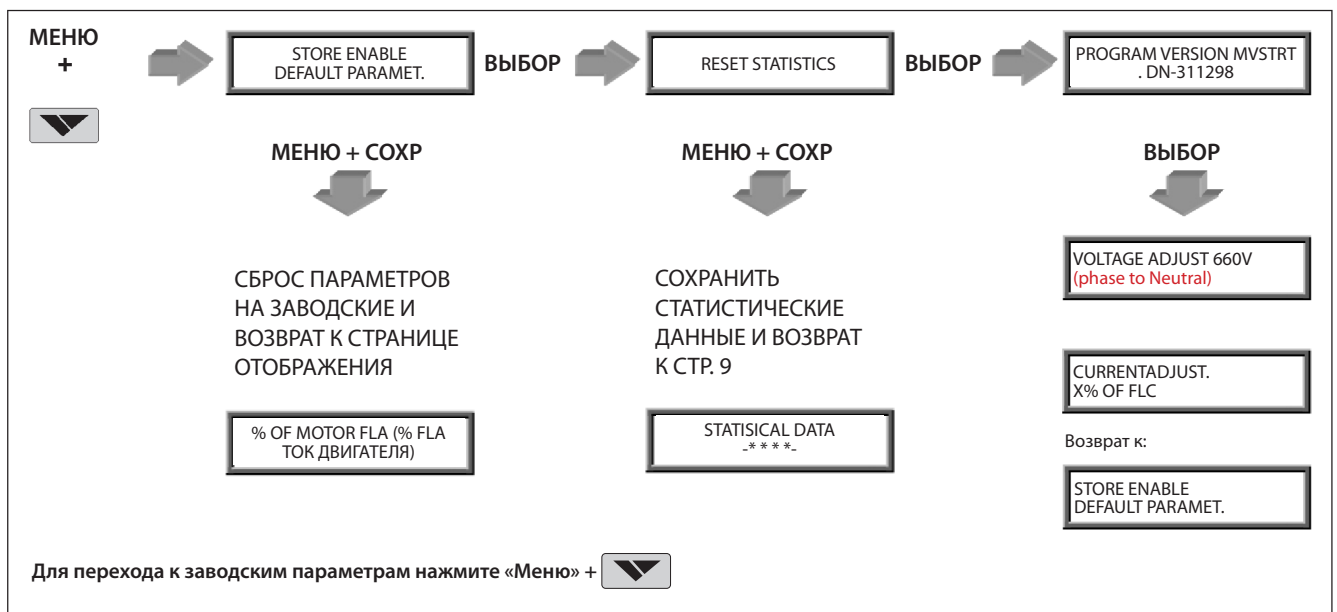 МЕНЮ
+
STORE ENABLE
DEFAULT PARAMET.
ВЫБОР
RESET STATISTICS
ВЫБОР
PROGRAM VERSION MVSTRT
. DN-311298
МЕНЮ + СОХР
МЕНЮ + СОХР
ВЫБОР
СБРОС ПАРАМЕТРОВ
НА ЗАВОДСКИЕ И
ВОЗВРАТ К СТРАНИЦЕ
ОТОБРАЖЕНИЯ
СОХРАНИТЬ
СТАТИСТИЧЕСКИЕ
ДАННЫЕ И ВОЗВРАТ
К СТР. 9
VOLTAGE ADJUST 660V
(phase to Neutral)
CURRENTADJUST.
X% OF FLC
Возврат к:
% OF MOTOR FLA (% FLA
ТОК ДВИГАТЕЛЯ)
STATISICAL DATA
-* * * *-
STORE ENABLE
DEFAULT PARAMET.
Для перехода к заводским параметрам нажмите «Меню» +